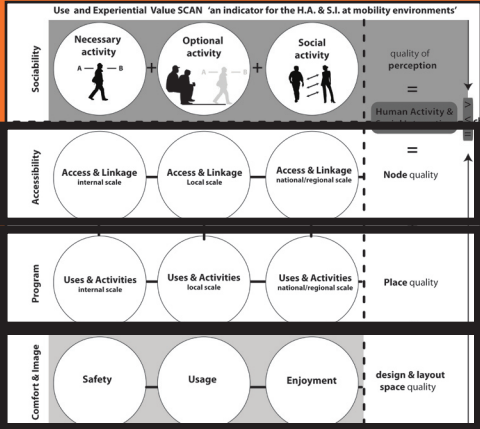 Use and Experiential Value SCAN 'an indicator for the H.A. & S.I. at mobility environments'
Sociability
Necessary
activity
A — — B
+
Optional
activity
A — — B
+
Social
activity
quality of
perception
=
Human Activity &
=
Accessibility
Access & Linkage
internal scale
Access & Linkage
Local scale
Access & Linkage
national/regional scale
Node quality
Program
Uses & Activities
internal scale
Uses & Activities
local scale
Uses & Activities
national/regional scale
Place quality
Comfort & Image
Safety
Usage
Enjoyment
design & layout
space quality